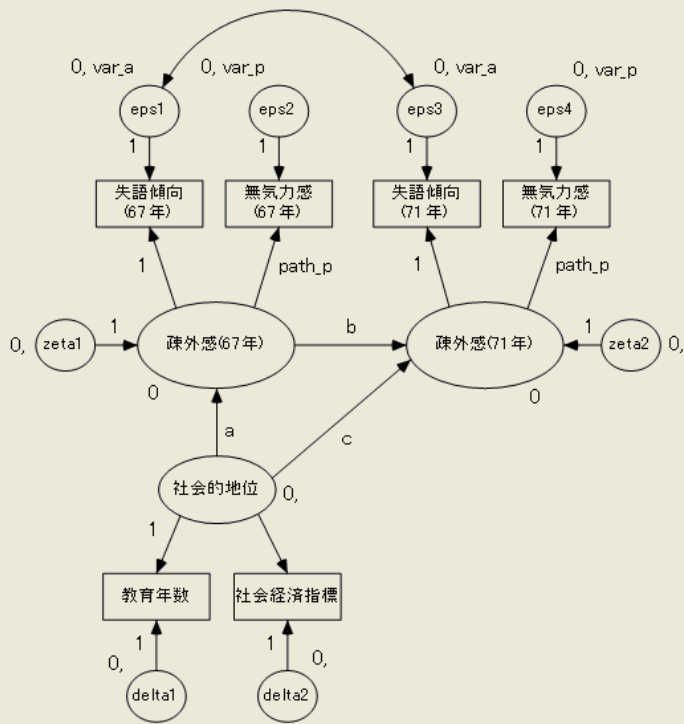 0, var_a
0, var_p
0, var_a
0, var_p
eps1
eps2
eps3
eps4
1
1
1
1
失語傾向
(67年)
無気力感
(67年)
失語傾向
(71年)
無気力感
(71年)
1
path_p
1
path_p
0,
zeta1
1
疎外感(67年)
b
疎外感(71年)
1
zeta2
0,
0
0
a
c
社会的地位
0,
1
教育年数
社会経済指標
1
1
0,
0,
delta1
delta2